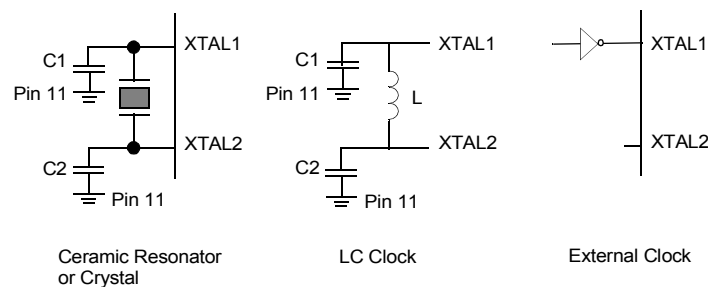 C1
XTAL1
Pin 11
C2
XTAL2
Pin 11
Ceramic Resonator
or Crystal
C1
XTAL1
Pin 11
L
C2
XTAL2
Pin 11
LC Clock
XTAL1
XTAL2
External Clock